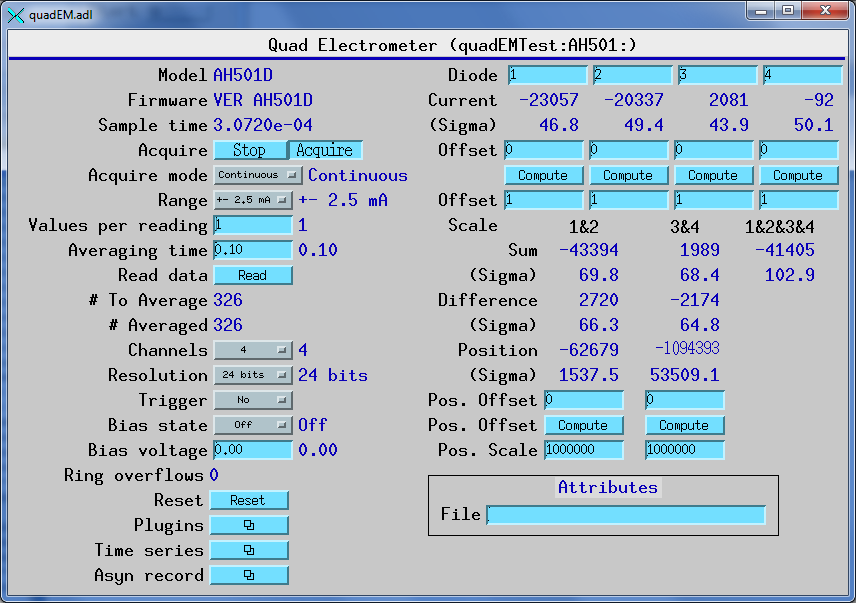 quadEM.adl
Quad Electrometer (quadEMTest:AH501:)
Model AH501D
Firmware VER AH501D
Sample time 3.0720e-04
Acquire Stop Acquire
Acquire mode Continuous Continuous
Range +- 2.5 mA +- 2.5 mA
Values per reading 1 1
Averaging time 0.10 0.10
Read data Read
# To Average 326
# Averaged 326
Channels 4 4
Resolution 24 bits 24 bits
Trigger No
Bias state Off Off
Bias voltage 0.00 0.00
Ring overflows 0
Reset Reset
Plugins
Time series
Asyn record
Diode 1 2 3 4
Current -23057 -20337 2081 -92
(Sigma) 46.8 49.4 43.9 50.1
Offset 0 0 0 0
Compute Compute Compute Compute
Offset 1 1 1 1
Scale 1&2 3&4 1&2&3&4
Sum -43394 1989 -41405
(Sigma) 69.8 68.4 102.9
Difference 2720 -2174
(Sigma) 66.3 64.8
Position -62679 -1094393
(Sigma) 1537.5 53509.1
Pos. Offset 0 0
Pos. Offset Compute Compute
Pos. Scale 1000000 1000000
Attributes
File